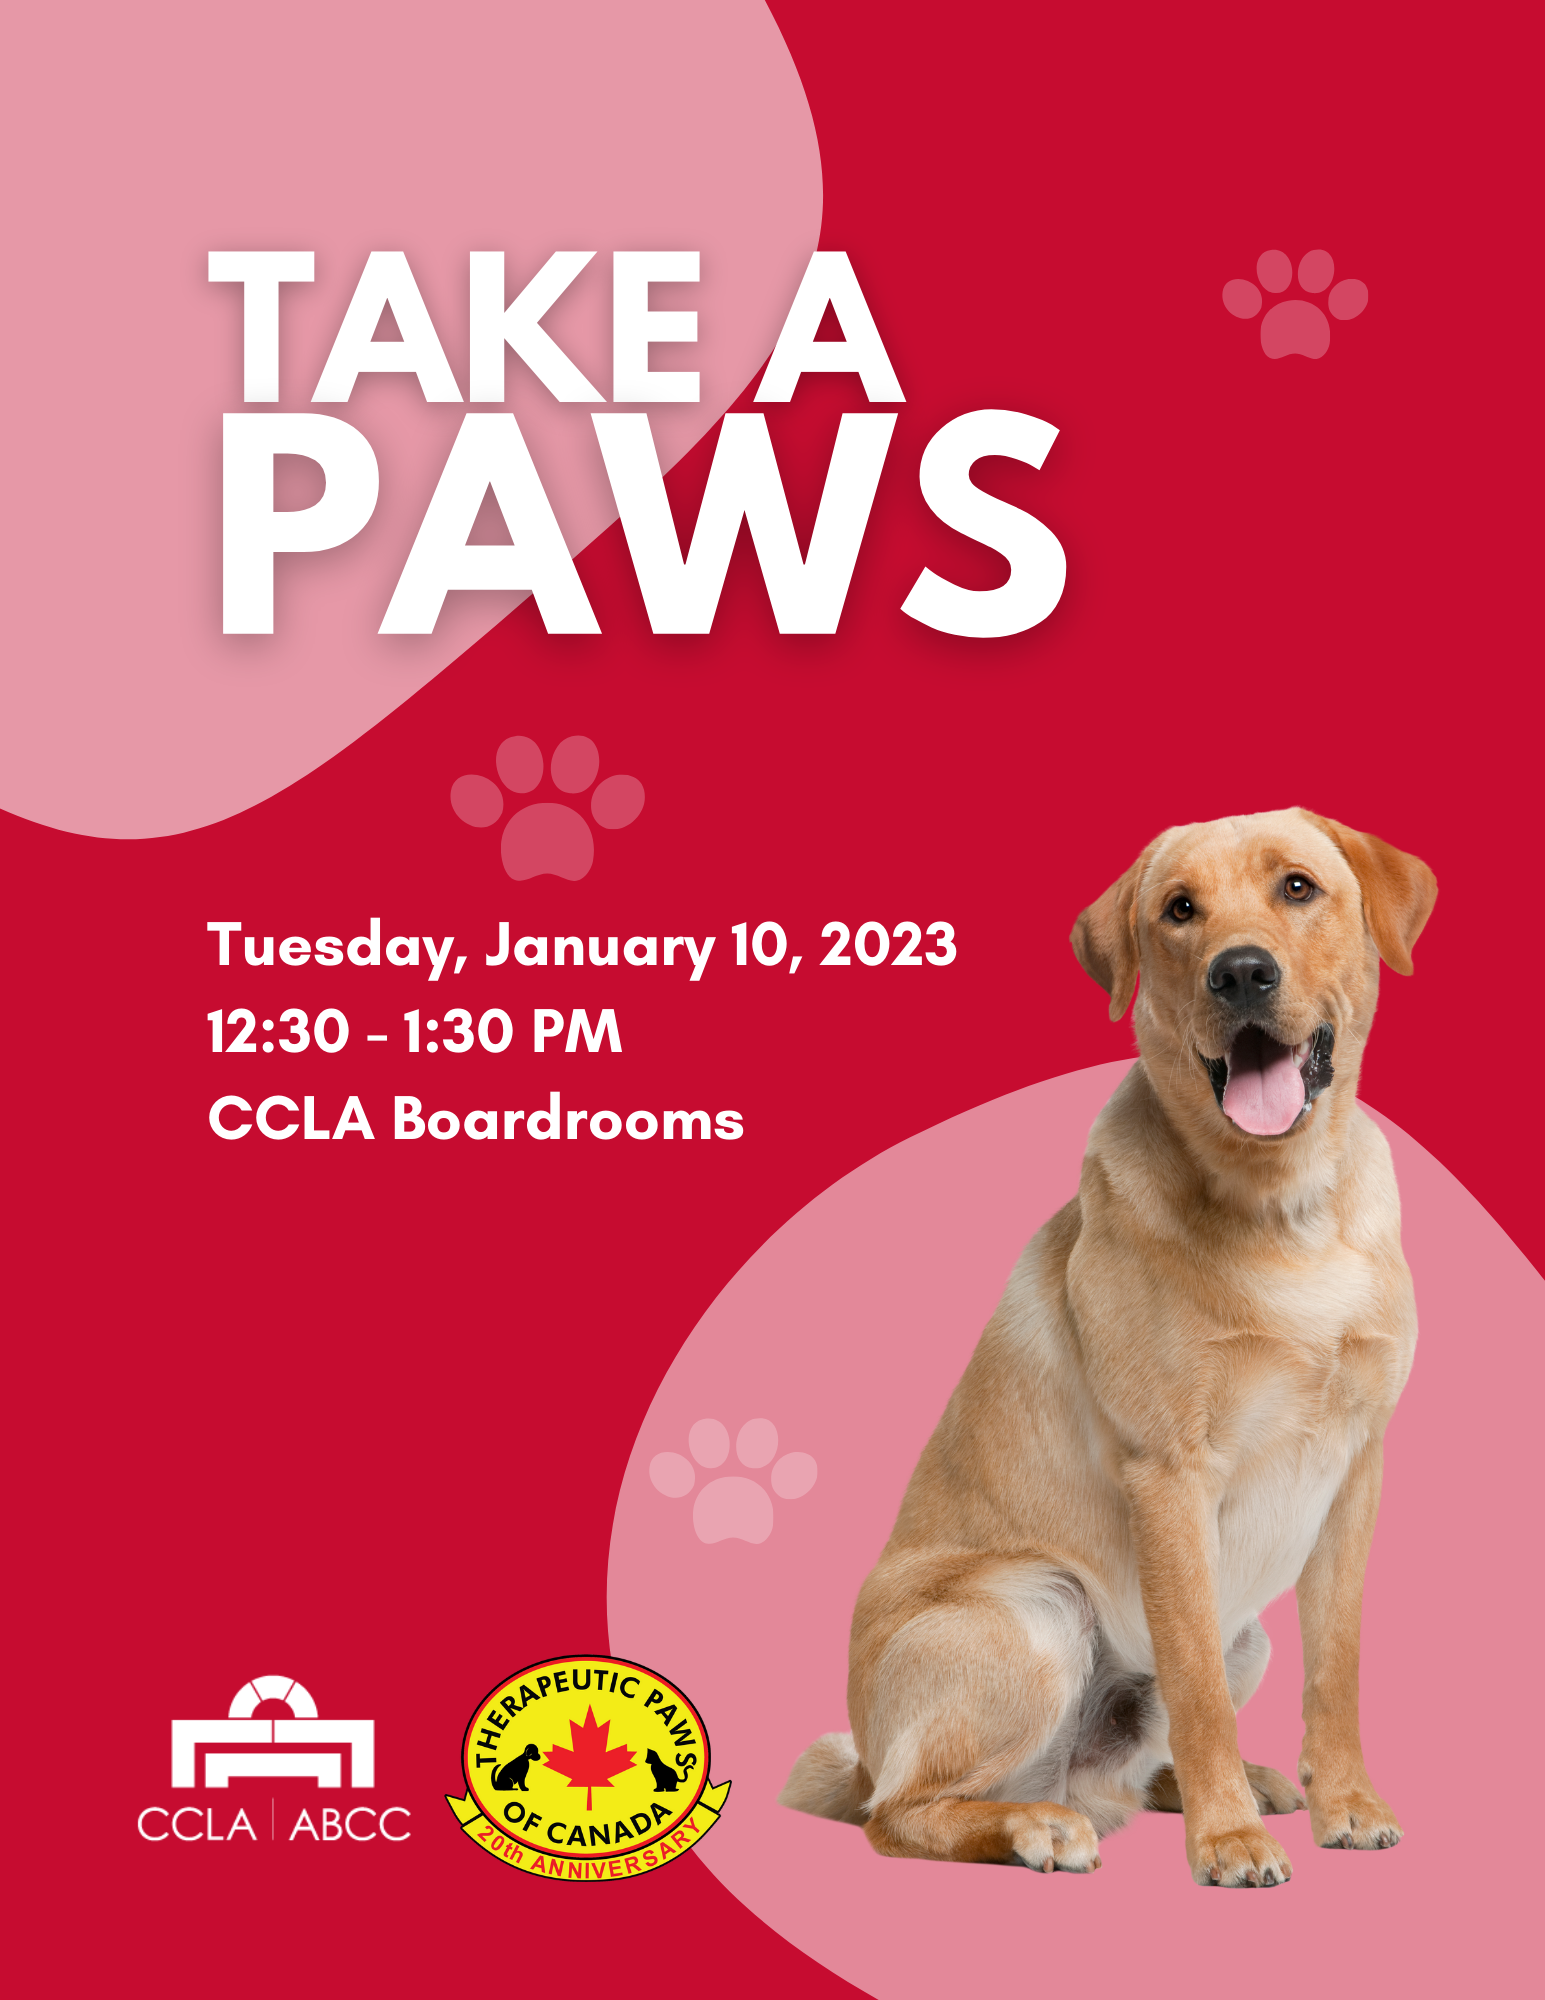 TAKE A
PAWS
Tuesday, January 10, 2023
12:30 - 1:30 PM
CCLA Boardrooms
CCLA | ABCC
THERAPEUTIC PAWS
OF CANADA
20th ANNIVERSARY